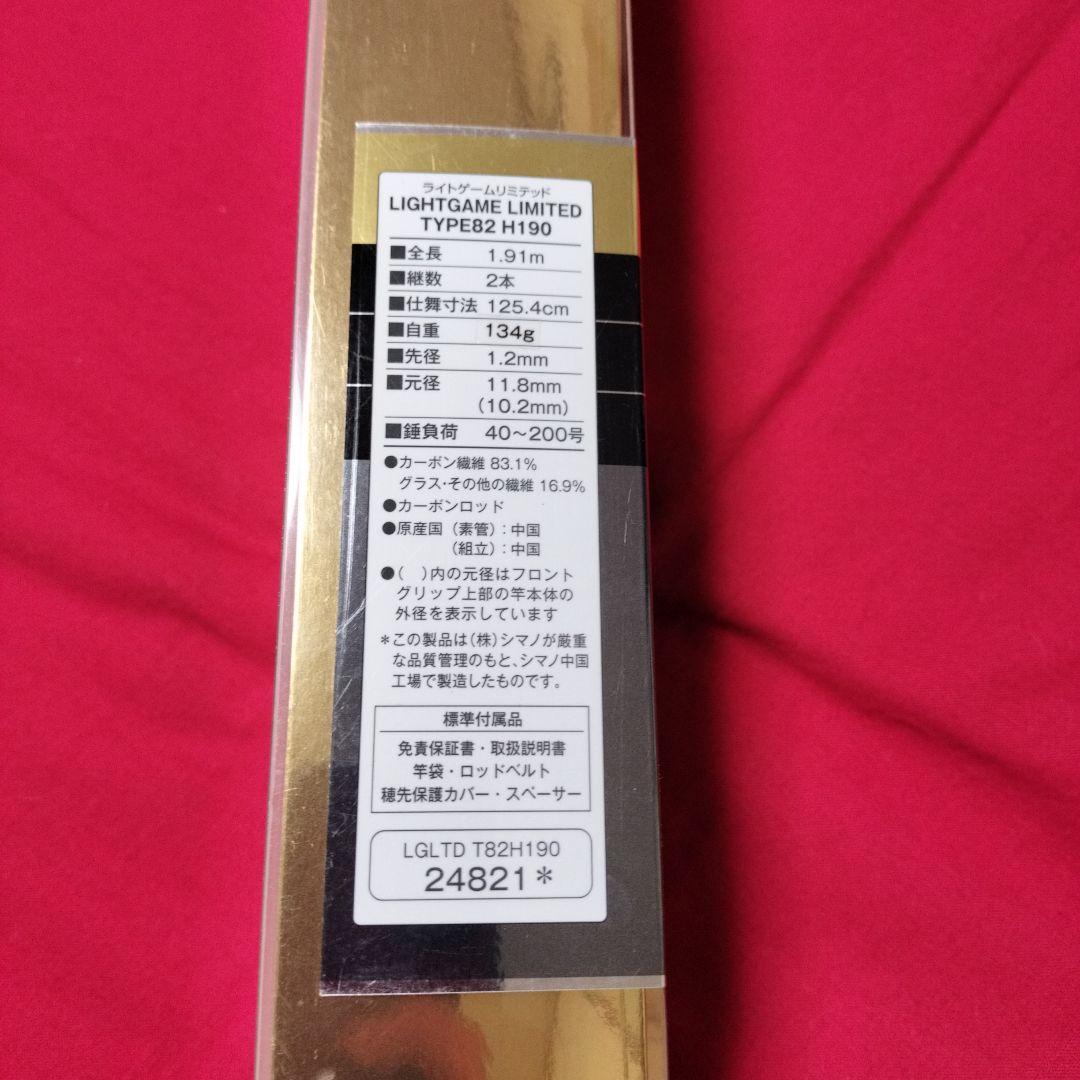 ライトゲームリミテッド
LIGHTGAME LIMITED
TYPE82 H190
■全長 1.91m
■継数 2本
■仕舞寸法 125.4cm
■自重 134g
■先径 1.2mm
■元径 11.8mm
(10.2mm)
■錘負荷 40〜200号
●カーボン繊維 83.1%
グラス・その他の繊維 16.9%
●カーボンロッド
●原産国（素管）：中国
（組立）：中国
●(　)内の元径はフロント
グリップ上部の竿本体の
外径を表示しています
＊この製品は(株)シマノが厳重
な品質管理のもと、シマノ中国
工場で製造したものです。
標準付属品
免責保証書・取扱説明書
竿袋・ロッドベルト
穂先保護カバー・スペーサー
LGLTD T82H190
24821＊